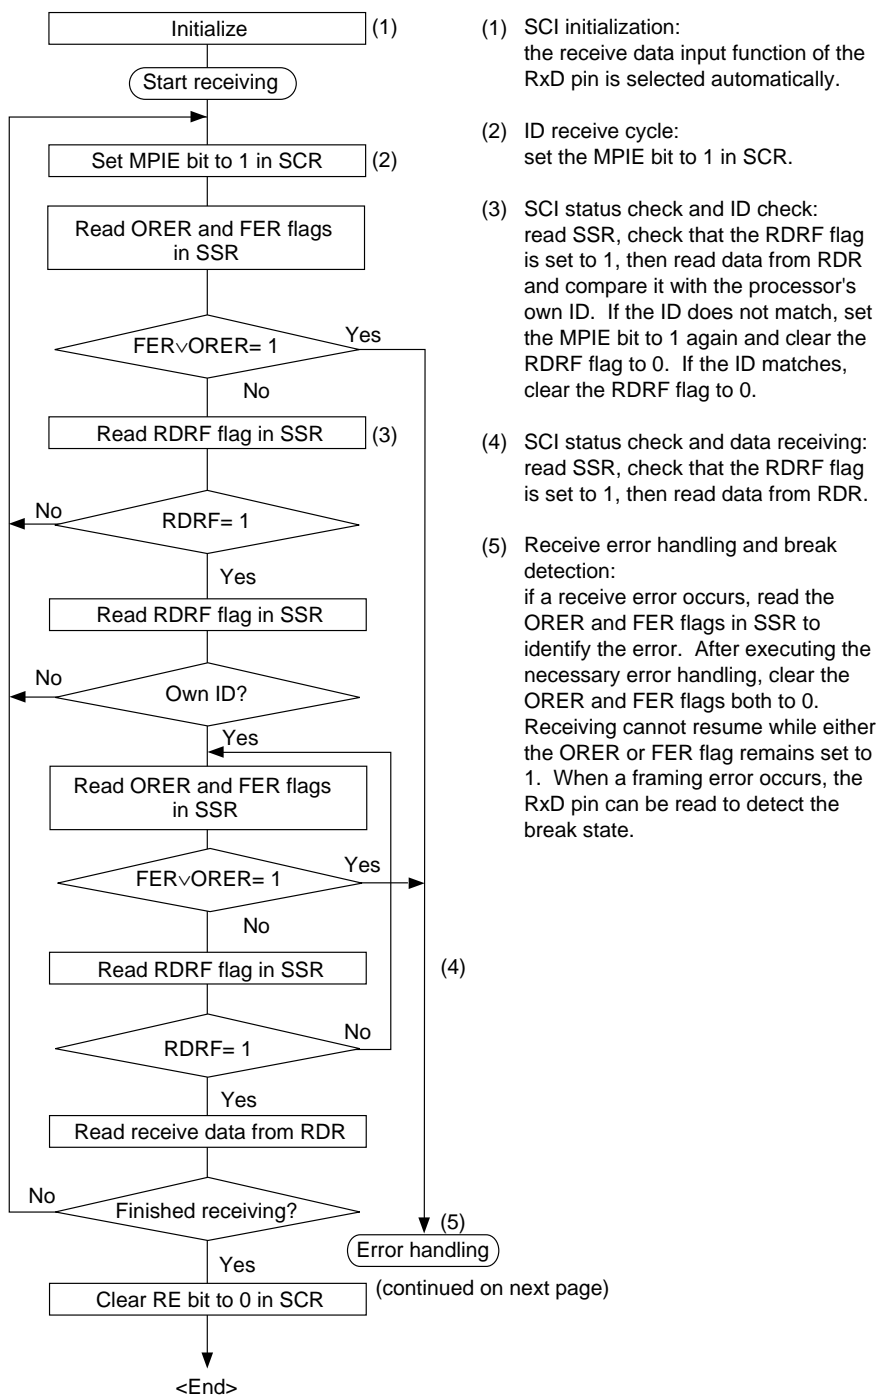 Initialize
(1)
Start receiving
Set MPIE bit to 1 in SCR
(2)
Read ORER and FER flags
in SSR
FER∨ORER= 1
Yes
No
Read RDRF flag in SSR
(3)
No
RDRF= 1
Yes
Read RDRF flag in SSR
No
Own ID?
Yes
Read ORER and FER flags
in SSR
FER∨ORER= 1
Yes
No
Read RDRF flag in SSR
(4)
RDRF= 1
No
Yes
Read receive data from RDR
No
Finished receiving?
Yes
(5)
Error handling
(continued on next page)
Clear RE bit to 0 in SCR
<End>
(1) SCI initialization:
the receive data input function of the
RxD pin is selected automatically.
(2) ID receive cycle:
set the MPIE bit to 1 in SCR.
(3) SCI status check and ID check:
read SSR, check that the RDRF flag
is set to 1, then read data from RDR
and compare it with the processor's
own ID. If the ID does not match, set
the MPIE bit to 1 again and clear the
RDRF flag to 0. If the ID matches,
clear the RDRF flag to 0.
(4) SCI status check and data receiving:
read SSR, check that the RDRF flag
is set to 1, then read data from RDR.
(5) Receive error handling and break
detection:
if a receive error occurs, read the
ORER and FER flags in SSR to
identify the error. After executing the
necessary error handling, clear the
ORER and FER flags both to 0.
Receiving cannot resume while either
the ORER or FER flag remains set to
1. When a framing error occurs, the
RxD pin can be read to detect the
break state.